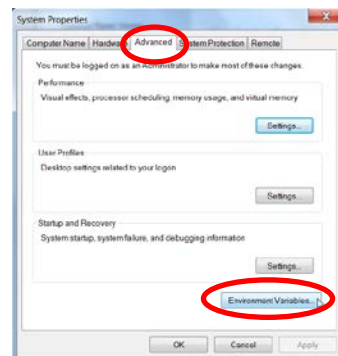 System Properties
Computer Name Hardware Advanced System Protection Remote
You must be logged on as an Administrator to make most of these changes.
Performance
Visual effects, processor scheduling, memory usage, and virtual memory
Settings...
User Profiles
Desktop settings related to your logon
Settings...
Startup and Recovery
System startup, system failure, and debugging information
Settings...
Environment Variables...
OK Cancel Apply